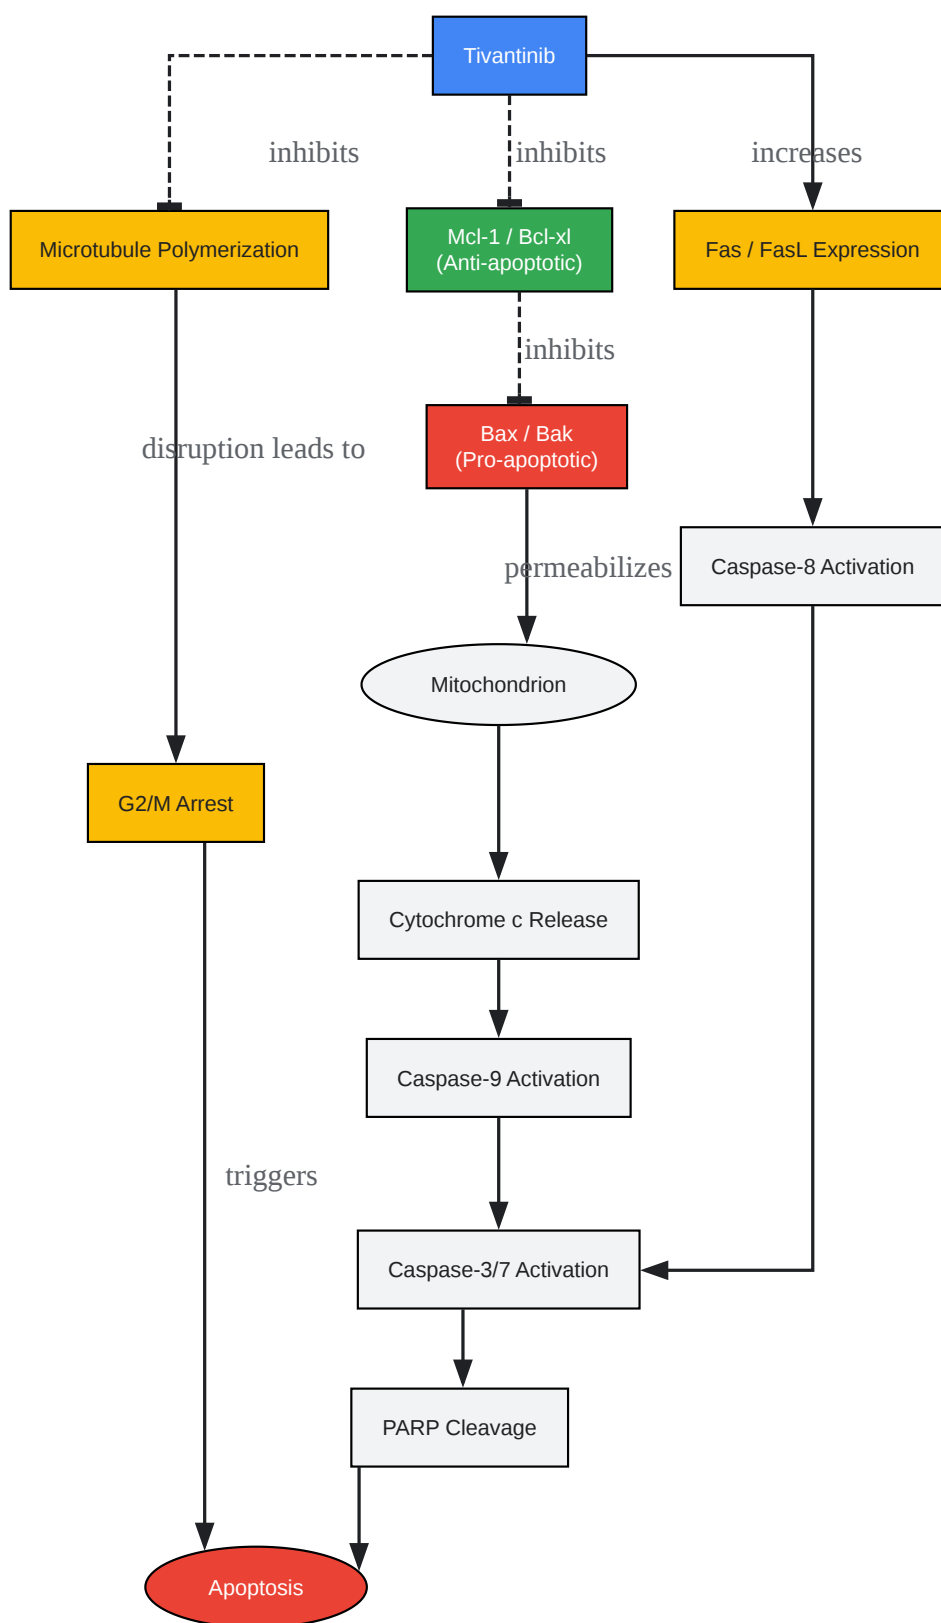 Tivantinib
inhibits
inhibits
increases
Microtubule Polymerization
Mcl-1 / Bcl-xl
(Anti-apoptotic)
Fas / FasL Expression
inhibits
disruption leads to
Bax / Bak
(Pro-apoptotic)
permeabilizes
Caspase-8 Activation
Mitochondrion
G2/M Arrest
Cytochrome c Release
Caspase-9 Activation
triggers
Caspase-3/7 Activation
PARP Cleavage
Apoptosis